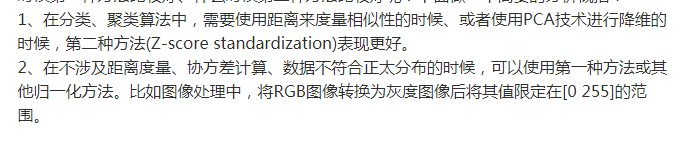 1、在分类、聚类算法中，需要使用距离来度量相似性的时候、或者使用PCA技术进行降维的
时候，第二种方法(Z-score standardization)表现更好。
2、在不涉及距离度量、协方差计算、数据不符合正太分布的时候，可以使用第一种方法或其
他归一化方法。比如图像处理中，将RGB图像转换为灰度图像后将其值限定在[0 255]的范
围。